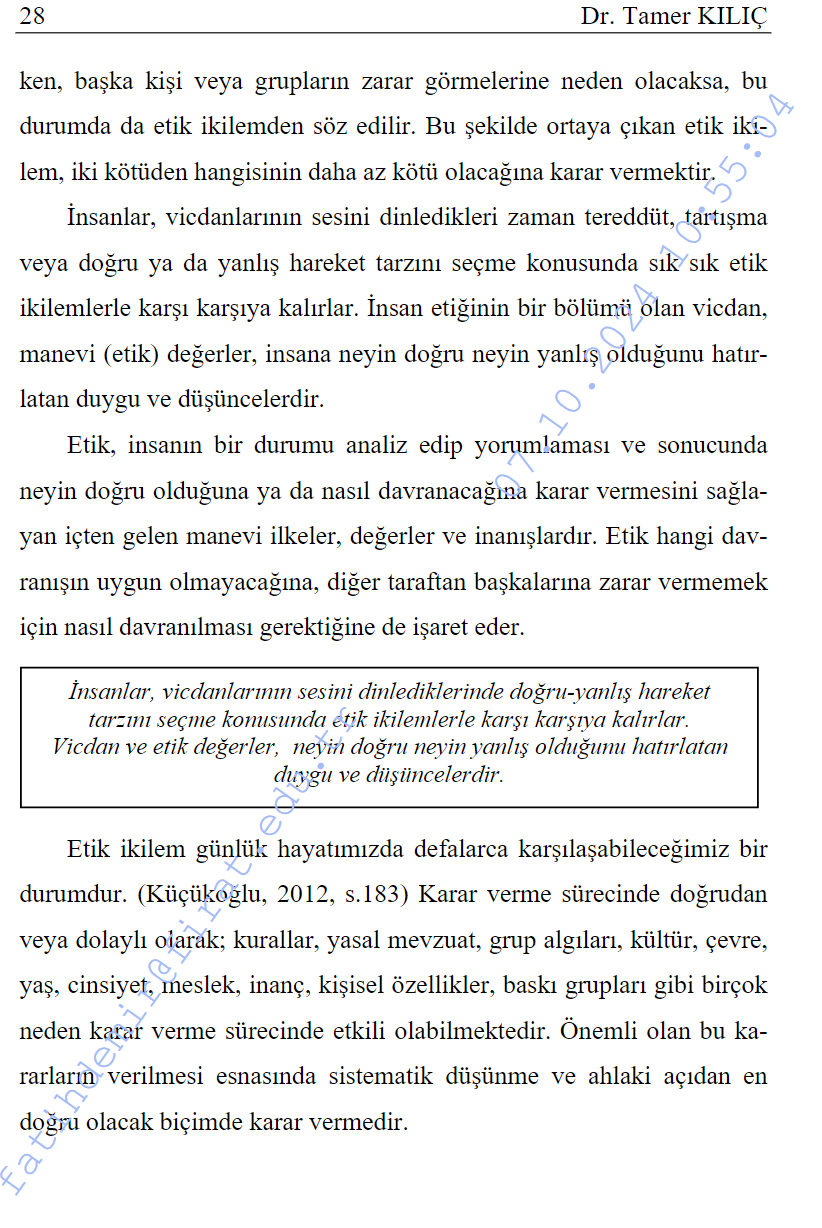 28 Dr. Tamer KILIÇ
ken, başka kişi veya grupların zarar görmelerine neden olacaksa, bu
durumda da etik ikilemden söz edilir. Bu şekilde ortaya çıkan etik iki-
lem, iki kötüden hangisinin daha az kötü olacağına karar vermektir.
İnsanlar, vicdanlarının sesini dinledikleri zaman tereddüt, tartışma
veya doğru ya da yanlış hareket tarzını seçme konusunda sık sık etik
ikilemlerle karşı karşıya kalırlar. İnsan etiğinin bir bölümü olan vicdan,
manevi (etik) değerler, insana neyin doğru neyin yanlış olduğunu hatır-
latan duygu ve düşüncelerdir.
Etik, insanın bir durumu analiz edip yorumlaması ve sonucunda
neyin doğru olduğuna ya da nasıl davranacağına karar vermesini sağla-
yan içten gelen manevi ilkeler, değerler ve inanışlardır. Etik hangi dav-
ranışın uygun olmayacağına, diğer taraftan başkalarına zarar vermemek
için nasıl davranılması gerektiğine de işaret eder.
İnsanlar, vicdanlarının sesini dinlediklerinde doğru-yanlış hareket
tarzını seçme konusunda etik ikilemlerle karşı karşıya kalırlar.
Vicdan ve etik değerler, neyin doğru neyin yanlış olduğunu hatırlatan
duygu ve düşüncelerdir.
Etik ikilem günlük hayatımızda defalarca karşılaşabileceğimiz bir
durumdur. (Küçükoğlu, 2012, s.183) Karar verme sürecinde doğrudan
veya dolaylı olarak; kurallar, yasal mevzuat, grup algıları, kültür, çevre,
yaş, cinsiyet, meslek, inanç, kişisel özellikler, baskı grupları gibi birçok
neden karar verme sürecinde etkili olabilmektedir. Önemli olan bu ka-
rarların verilmesi esnasında sistematik düşünme ve ahlaki açıdan en
doğru olacak biçimde karar vermedir.
fatihdemir@firat.edu.tr
07.10.2024 10:55:04